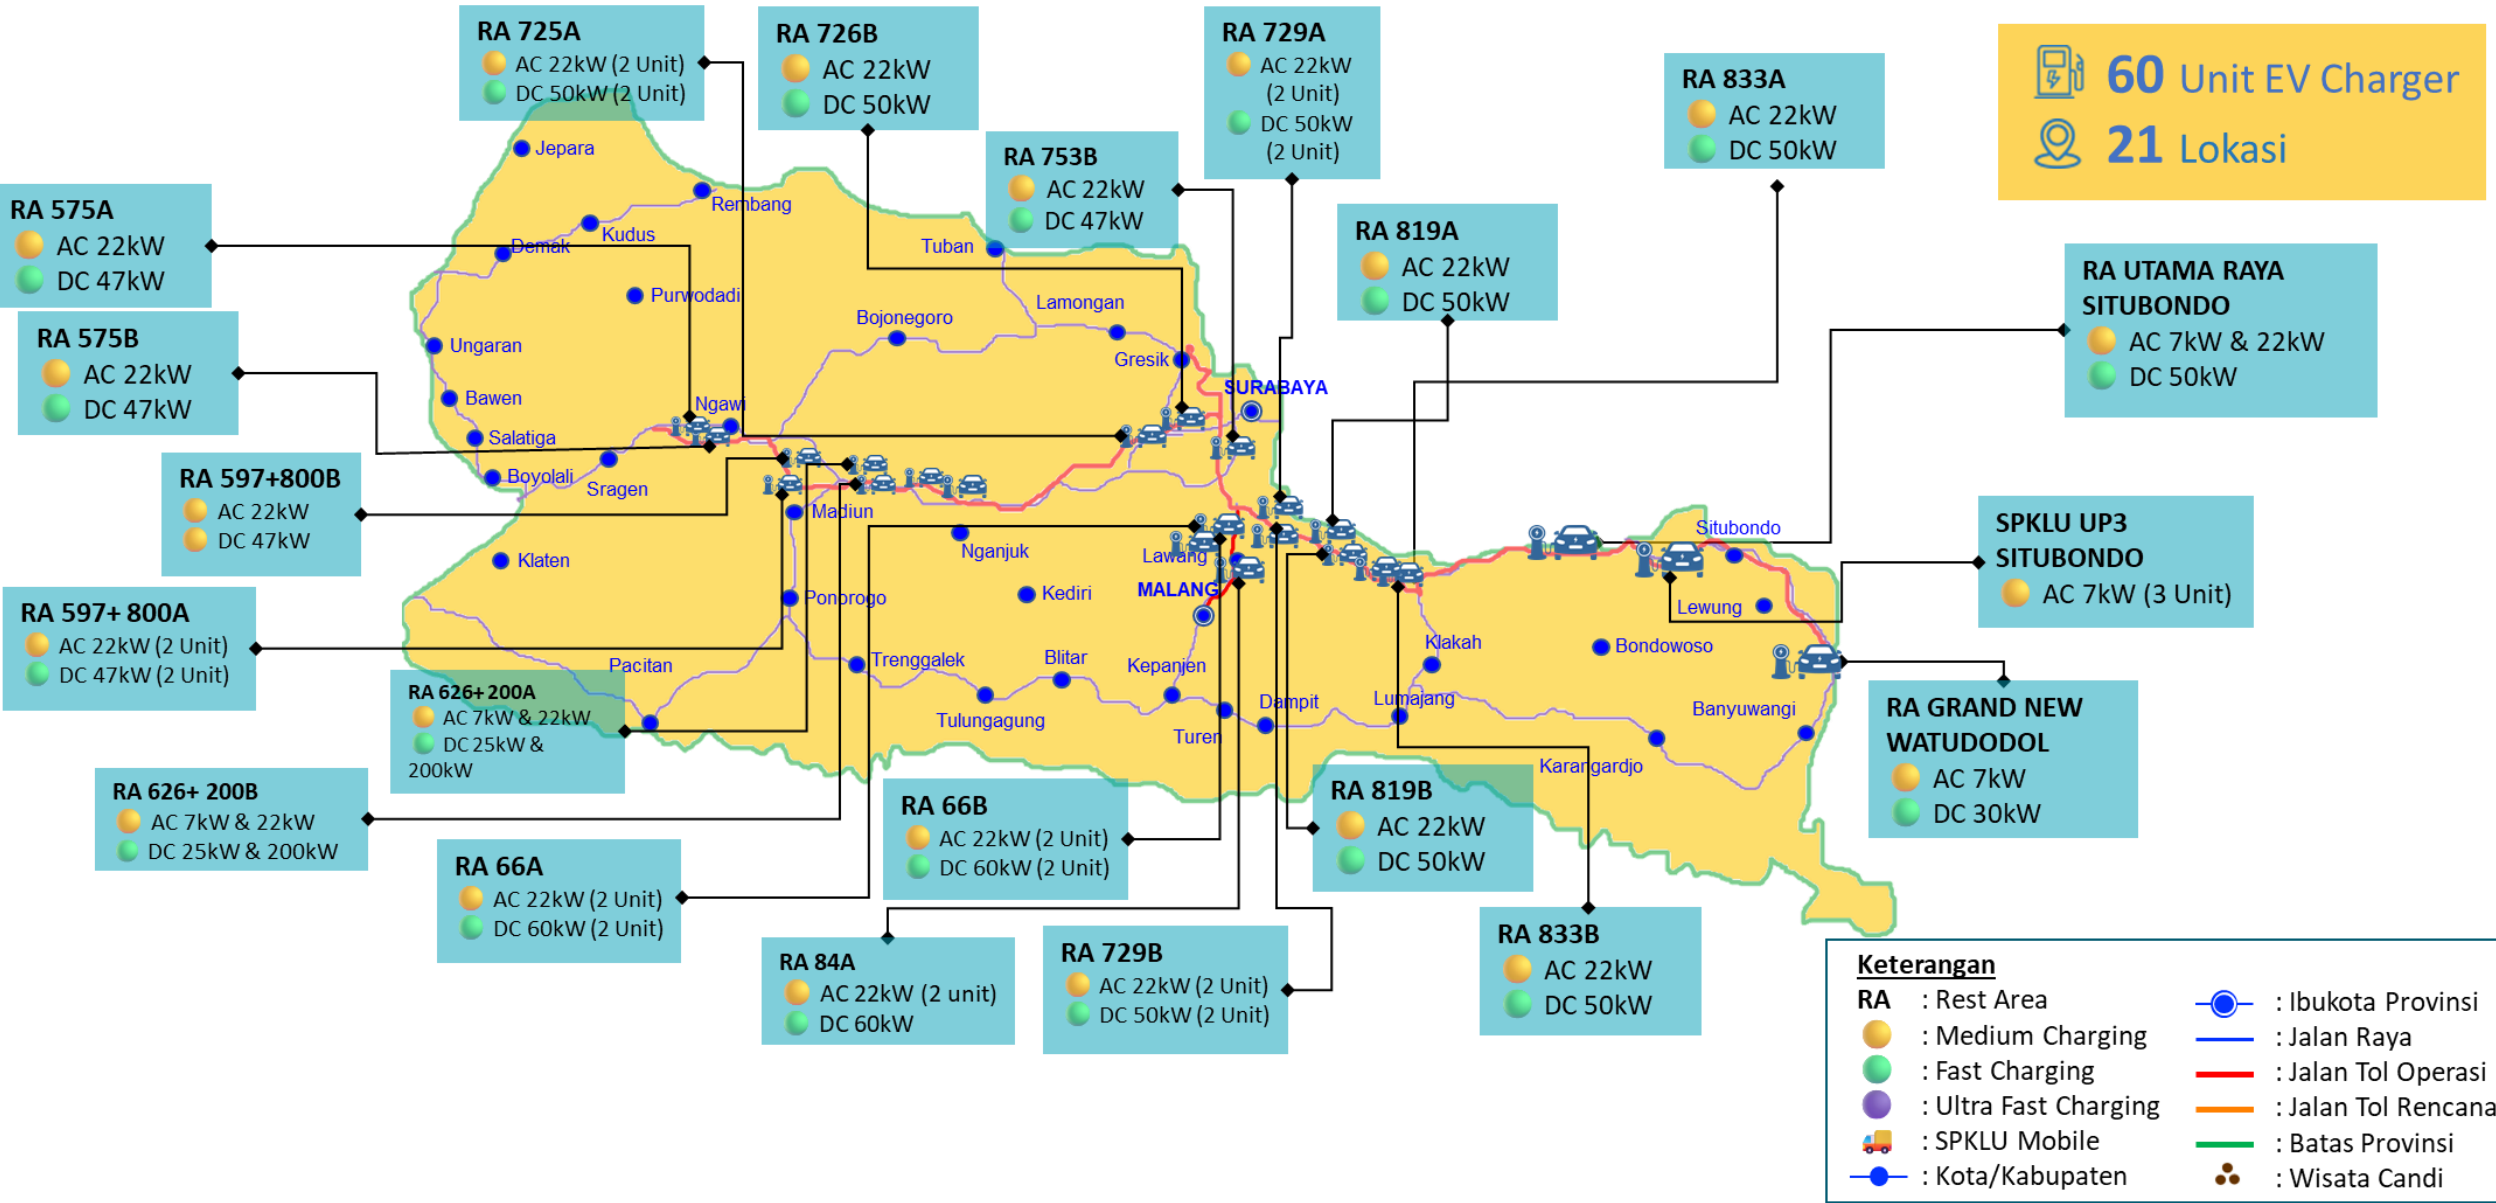 RA 725A
AC 22kW (2 Unit)
DC 50kW (2 Unit)
RA 726B
AC 22kW
DC 50kW
RA 729A
AC 22kW
(2 Unit)
DC 50kW
(2 Unit)
RA 833A
AC 22kW
DC 50kW
60 Unit EV Charger
21 Lokasi
RA 753B
AC 22kW
DC 47kW
RA 575A
AC 22kW
DC 47kW
RA 819A
AC 22kW
DC 50kW
RA UTAMA RAYA
SITUBONDO
AC 7kW & 22kW
DC 50kW
RA 575B
AC 22kW
DC 47kW
RA 597+800B
AC 22kW
DC 47kW
SPKLU UP3
SITUBONDO
AC 7kW (3 Unit)
RA 597+ 800A
AC 22kW (2 Unit)
DC 47kW (2 Unit)
RA 626+ 200A
AC 7kW & 22kW
DC 25kW &
200kW
RA GRAND NEW
WATUDODOL
AC 7kW
DC 30kW
RA 626+ 200B
AC 7kW & 22kW
DC 25kW & 200kW
RA 66A
AC 22kW (2 Unit)
DC 60kW (2 Unit)
RA 66B
AC 22kW (2 Unit)
DC 60kW (2 Unit)
RA 819B
AC 22kW
DC 50kW
RA 84A
AC 22kW (2 unit)
DC 60kW
RA 729B
AC 22kW (2 Unit)
DC 50kW (2 Unit)
RA 833B
AC 22kW
DC 50kW
Jepara
Rembang
Kudus
Demak
Tuban
Purwodadi
Lamongan
Bojonegoro
Ungaran
Gresik
SURABAYA
Bawen
Ngawi
Salatiga
Boyolali
Sragen
Madiun
Nganjuk
Lawang
Situbondo
Klaten
MALANG
Kediri
Ponorogo
Lewung
Klakah
Bondowoso
Pacitan
Trenggalek
Blitar
Kepanjen
Dampit
Lumajang
Banyuwangi
Tulungagung
Turen
Karangardjo
Keterangan
RA : Rest Area
: Medium Charging
: Fast Charging
: Ultra Fast Charging
: SPKLU Mobile
: Kota/Kabupaten
: Ibukota Provinsi
: Jalan Raya
: Jalan Tol Operasi
: Jalan Tol Rencana
: Batas Provinsi
: Wisata Candi